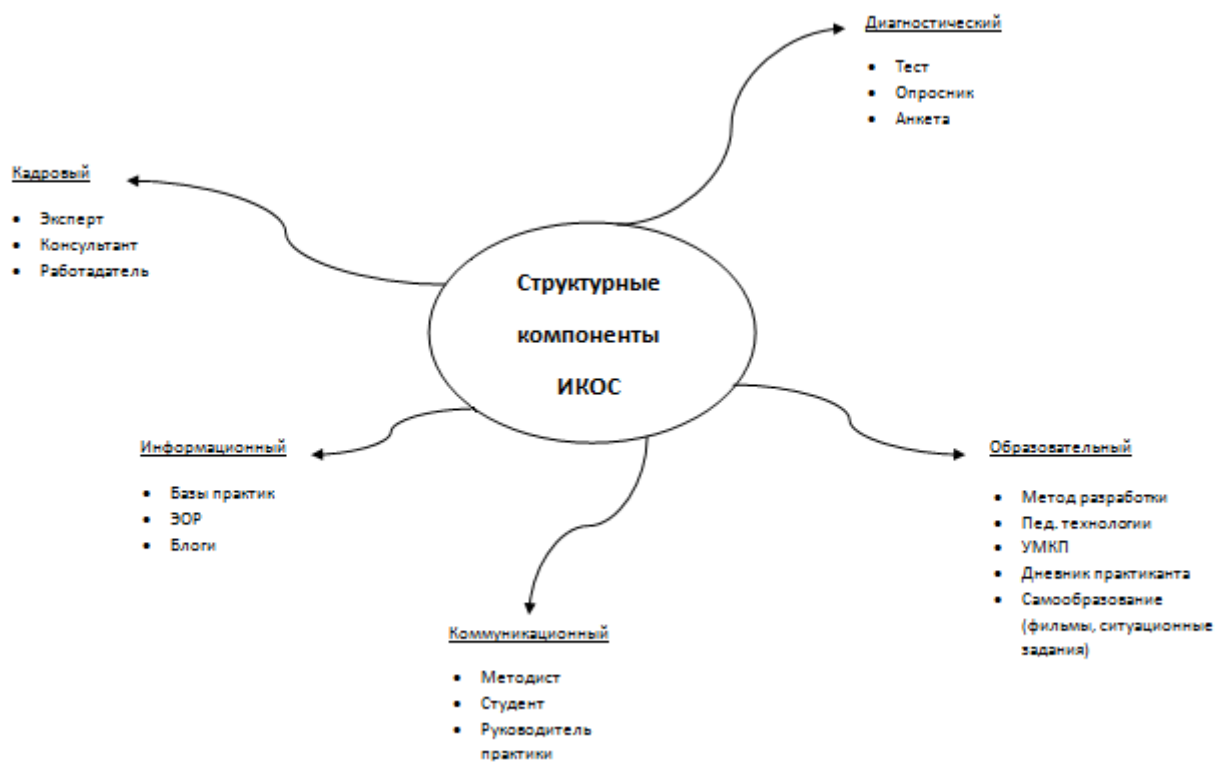 Диагностический
• Тест
• Опросник
• Анкета
Кадровый
• Эксперт
• Консультант
• Работадатель
Структурные
компоненты
ИКОС
Информационный
• Базы практик
• ЭОР
• Блоги
Образовательный
• Метод разработки
• Пед. технологии
• УМКП
• Дневник практиканта
• Самообразование
(фильмы, ситуационные
задания)
Коммуникационный
• Методист
• Студент
• Руководитель
практики